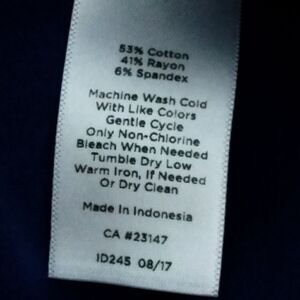 53% Cotton
41% Rayon
6% Spandex
Machine Wash Cold
With Like Colors
Gentle Cycle
Only Non-Chlorine
Bleach When Needed
Tumble Dry Low
Warm Iron, If Needed
Or Dry Clean
Made In Indonesia
CA #23147
ID245 08/17